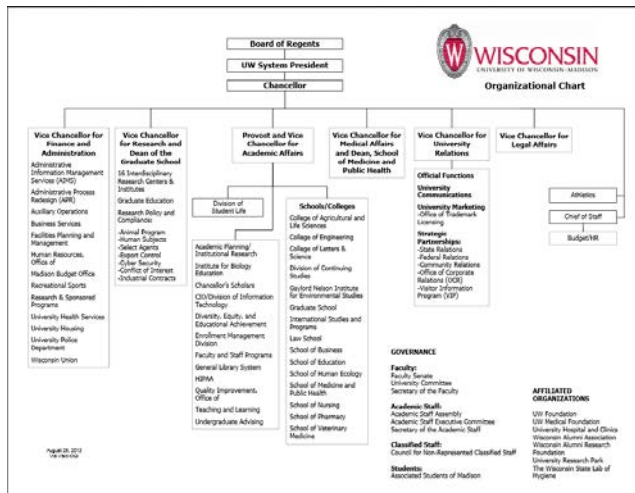 Board of Regents
UW System President
Chancellor
WISCONSIN
UNIVERSITY OF WISCONSIN-MADISON
Organizational Chart
Vice Chancellor for
Finance and
Administration
Administrative
Information Management
Services (AIMS)
Administrative Process
Redesign (APR)
Auxiliary Operations
Business Services
Facilities Planning and
Management
Human Resources,
Office of
Madison Budget Office
Recreational Sports
Research & Sponsored
Programs
University Health Services
University Housing
University Police
Department
Wisconsin Union
Vice Chancellor
for Research and
Dean of the
Graduate School
16 Interdisciplinary
Research Centers &
Institutes
Graduate Education
Research Policy and
Compliance:
-Animal Program
-Human Subjects
-Select Agents
-Export Control
-Cyber Security
-Conflict of Interest
-Industrial Contracts
Provost and Vice
Chancellor for
Academic Affairs
Division of
Student Life
Academic Planning/
Institutional Research
Institute for Biology
Education
Chancellor's Scholars
CIO/Division of Information
Technology
Diversity, Equity, and
Educational Achievement
Enrollment Management
Division
Faculty and Staff Programs
General Library System
HIPAA
Quality Improvement,
Office of
Teaching and Learning
Undergraduate Advising
Schools/Colleges
College of Agricultural and
Life Sciences
College of Engineering
College of Letters &
Science
Division of Continuing
Studies
Gaylord Nelson Institute
for Environmental Studies
Graduate School
International Studies and
Programs
Law School
School of Business
School of Education
School of Human Ecology
School of Medicine and
Public Health
School of Nursing
School of Pharmacy
School of Veterinary
Medicine
Vice Chancellor for
Medical Affairs
and Dean, School
of Medicine and
Public Health
Vice Chancellor for
University
Relations
Official Functions
University
Communications
University Marketing
-Office of Trademark
Licensing
Strategic
Partnerships:
-State Relations
-Federal Relations
-Community Relations
-Office of Corporate
Relations (OCR)
-Visitor Information
Program (VIP)
Vice Chancellor for
Legal Affairs
Athletics
Chief of Staff
Budget/HR
GOVERNANCE
Faculty:
Faculty Senate
University Committee
Secretary of the Faculty
Academic Staff:
Academic Staff Assembly
Academic Staff Executive Committee
Secretary of the Academic Staff
Classified Staff:
Council for Non-Represented Classified Staff
Students:
Associated Students of Madison
AFFILIATED
ORGANIZATIONS
UW Foundation
UW Medical Foundation
University Hospital and Clinics
Wisconsin Alumni Association
Wisconsin Alumni Research
Foundation
University Research Park
The Wisconsin State Lab of
Hygiene